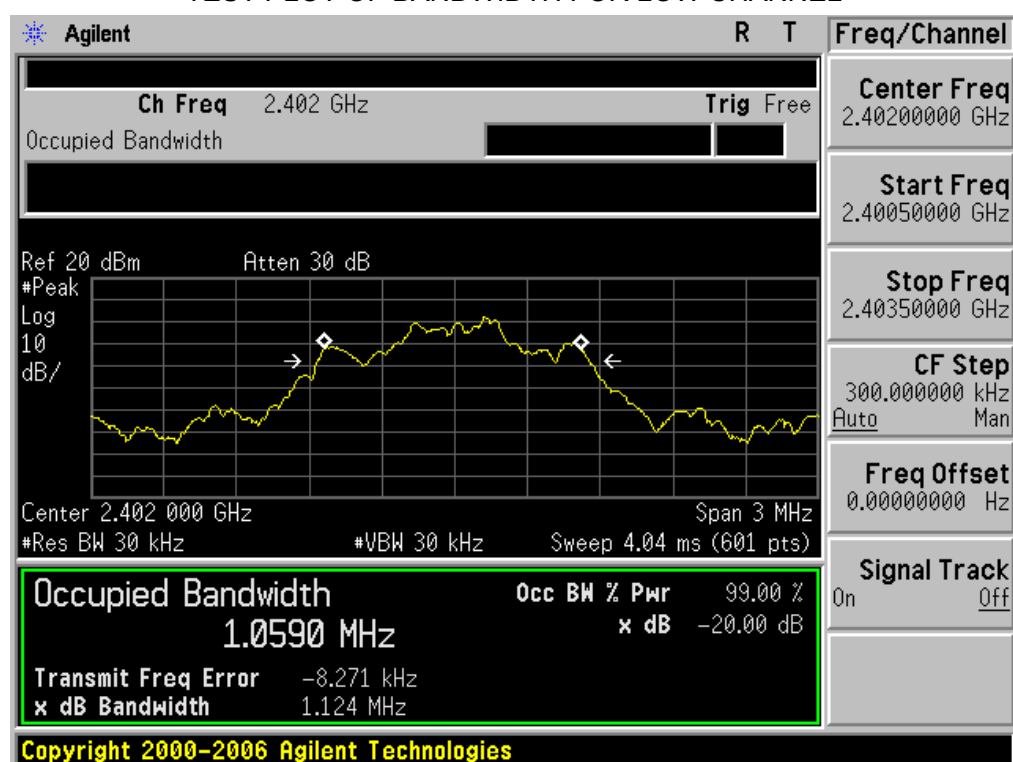 Agilent R T Freq/Channel
Ch Freq 2.402 GHz Trig Free
Occupied Bandwidth
Center Freq
2.40200000 GHz
Start Freq
2.40050000 GHz
Stop Freq
2.40350000 GHz
CF Step
300.000000 kHz
Auto Man
Freq Offset
0.00000000 Hz
Signal Track
On Off
Ref 20 dBm Atten 30 dB
#Peak
Log
10
dB/
Center 2.402 000 GHz Span 3 MHz
#Res BW 30 kHz #VBW 30 kHz Sweep 4.04 ms (601 pts)
Occupied Bandwidth Occ BW % Pwr 99.00 %
1.0590 MHz x dB -20.00 dB
Transmit Freq Error -8.271 kHz
x dB Bandwidth 1.124 MHz
Copyright 2000-2006 Agilent Technologies